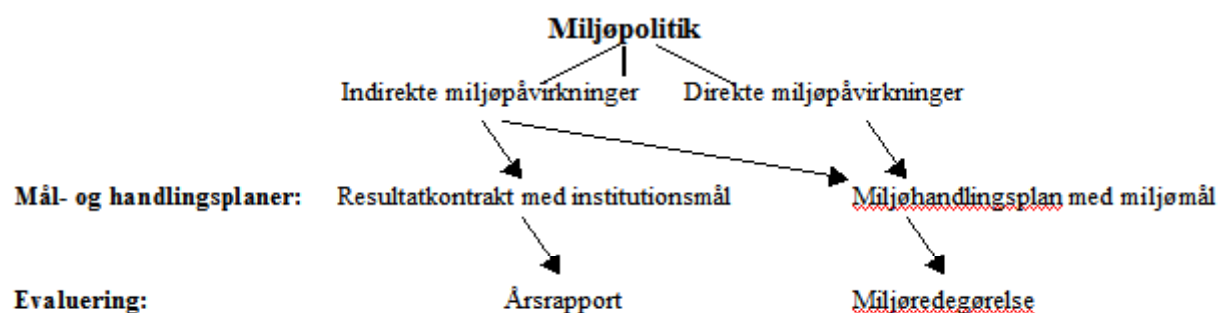 Miljøpolitik
Indirekte miljøpåvirkninger Direkte miljøpåvirkninger
Mål- og handlingsplaner: Resultatkontrakt med institutionsmål Miljøhandlingsplan med miljømål
Evaluering: Årsrapport Miljøredegørelse